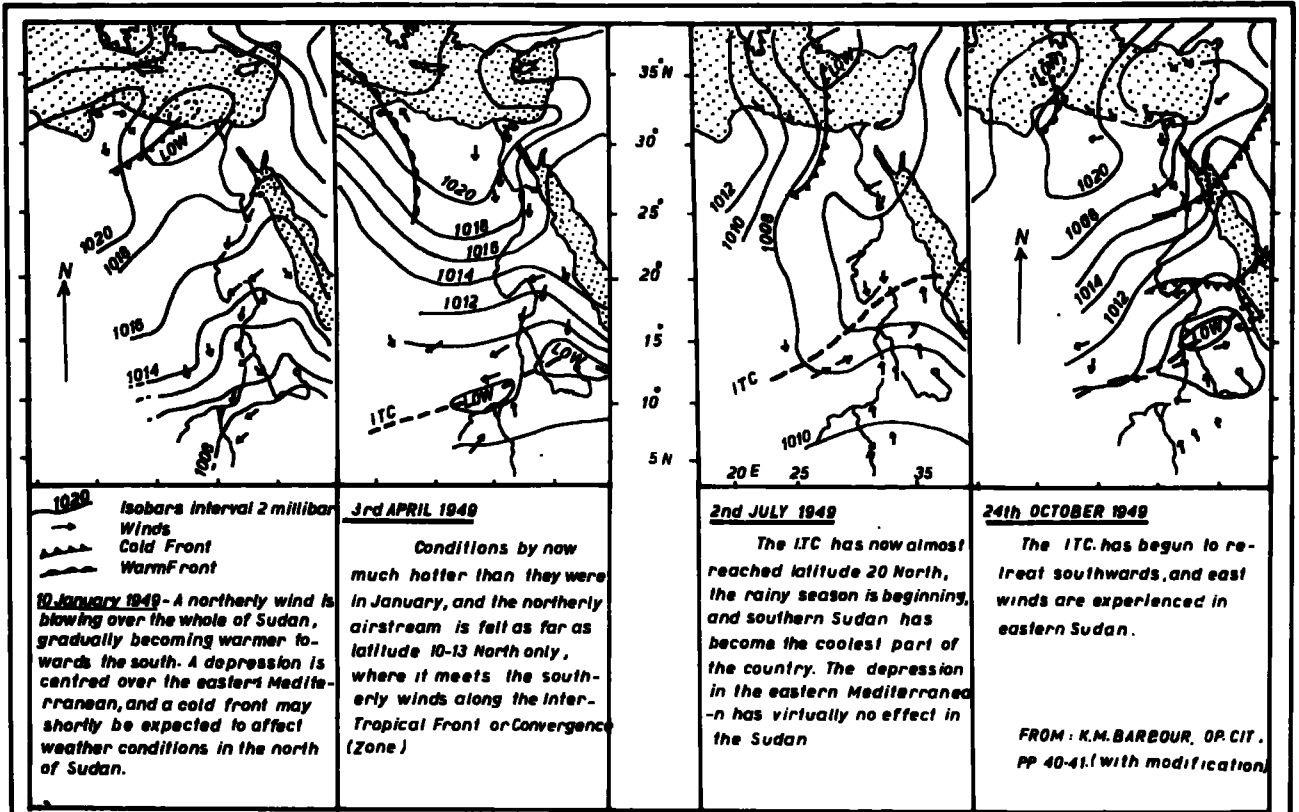 LOW
1020
1018
N
1016
1014
1008
1020
1018
1016
1014
1012
LOW
LOW
ITC
35°N
30°
25°
20°
15°
10°
5 N
LOW
1012
1010
1008
ITC
1010
20 E 25 35
LOW
1020
N
1006
1014
1012
LOW
1020 Isobars interval 2 millibar
Winds
Cold Front
WarmFront
10 January 1949 - A northerly wind is
blowing over the whole of Sudan,
gradually becoming warmer to-
wards the south. A depression is
centred over the eastern Medite-
rranean, and a cold front may
shortly be expected to affect
weather conditions in the north
of Sudan.
3rd APRIL 1949
Conditions by now
much hotter than they were
in January, and the northerly
airstream is felt as far as
latitude 10-13 North only,
where it meets the south-
erly winds along the Inter-
Tropical Front or Convergence
(Zone)
2nd JULY 1949
The I.TC has now almost
reached latitude 20 North,
the rainy season is beginning,
and southern Sudan has
become the coolest part of
the country. The depression
in the eastern Mediterranea
-n has virtually no effect in
the Sudan
24th OCTOBER 1949
The ITC. has begun to re-
treat southwards, and east
winds are experienced in
eastern Sudan.
FROM : K.M. BARBOUR, OP. CIT.
PP 40-41. (with modification)